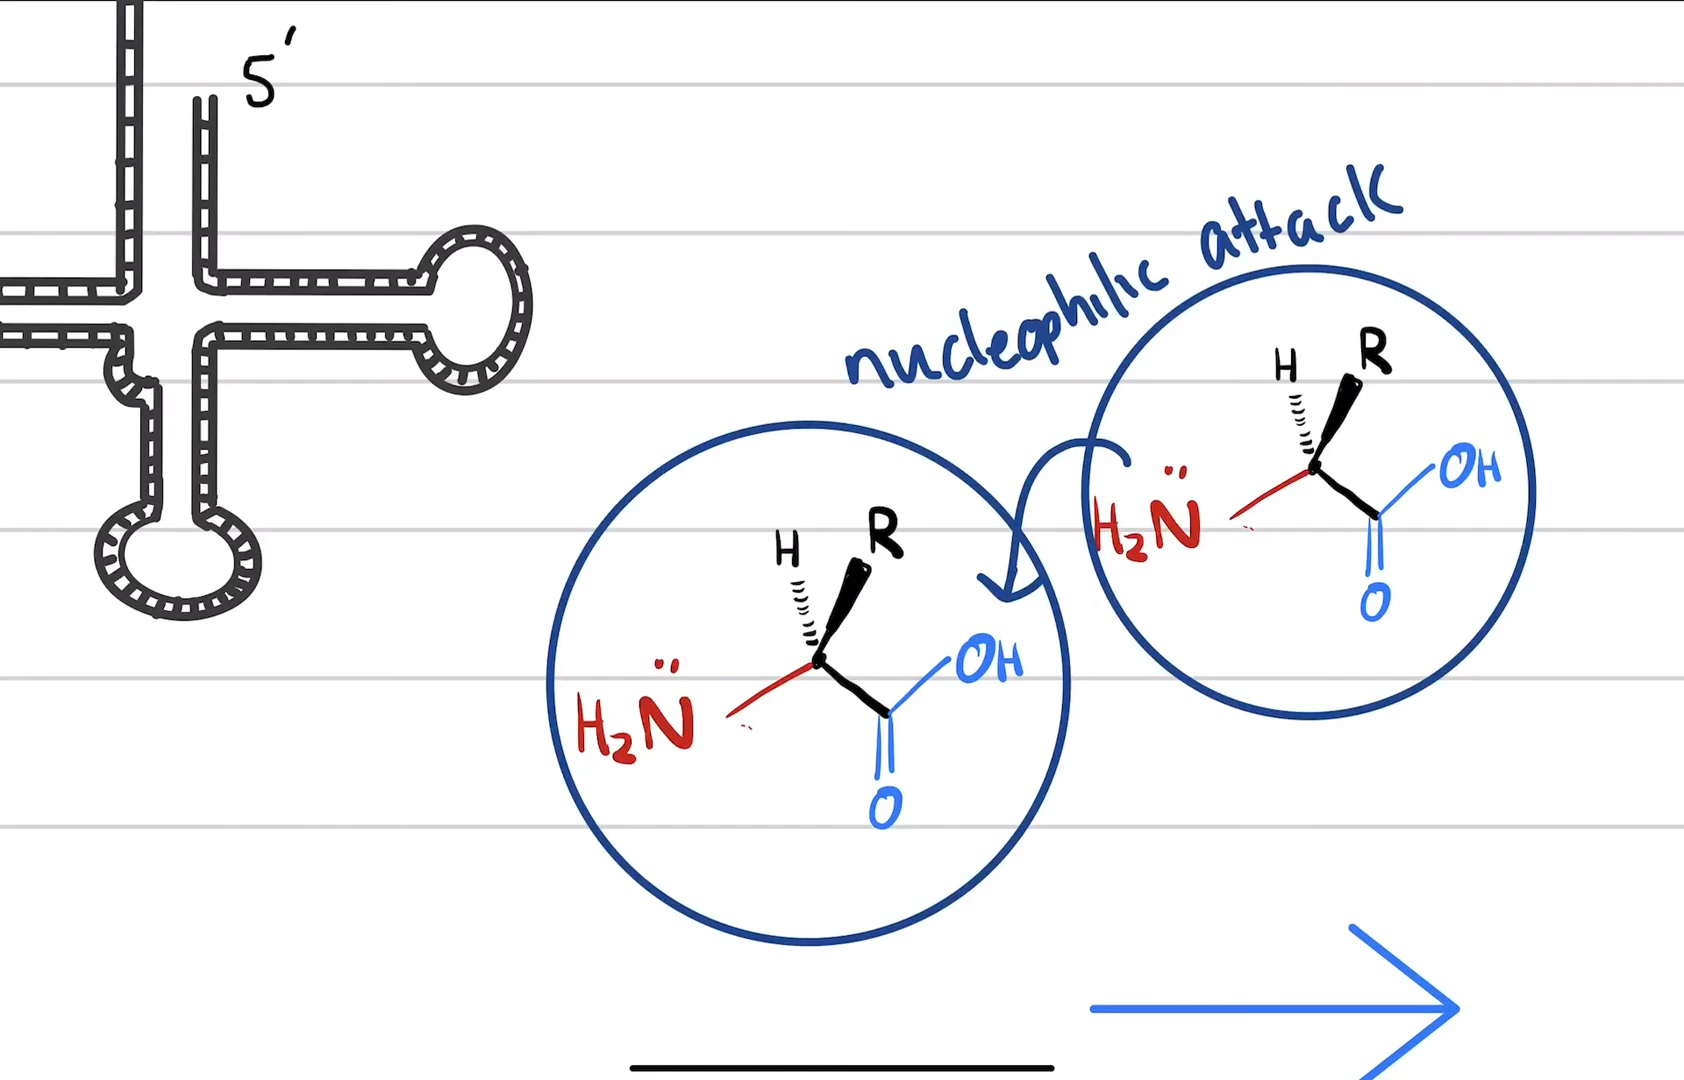 5'
nucleophilic attack
H R
H₂N̈ OH
O
H R
H₂N̈ OH
O